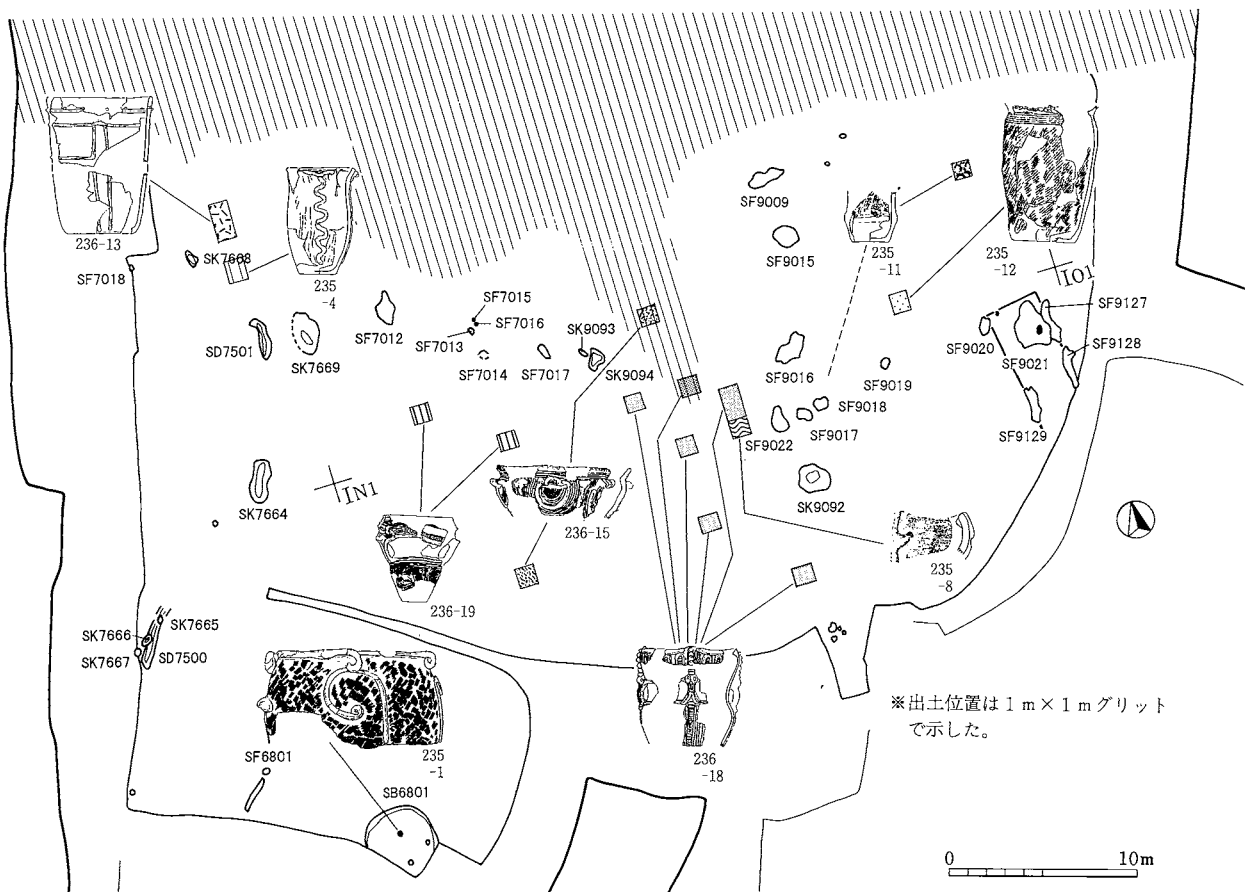 236-13
SF7018
SK7668
235
-4
SD7501
SK7669
SF7012
SF7015
SF7016
SF7013
SF7014
SF7017
SK9093
SK9094
SF9009
SF9015
235
-11
235
-12
IO1
SF9127
SF9020
SF9021
SF9128
SF9129
SF9016
SF9019
SF9018
SF9017
SF9022
SK9092
SK7664
IN1
236-15
236-19
235
-8
SK7665
SK7666
SK7667
SD7500
235
-1
SF6801
SB6801
236
-18
※出土位置は1m×1mグリット
で示した。
0
10m